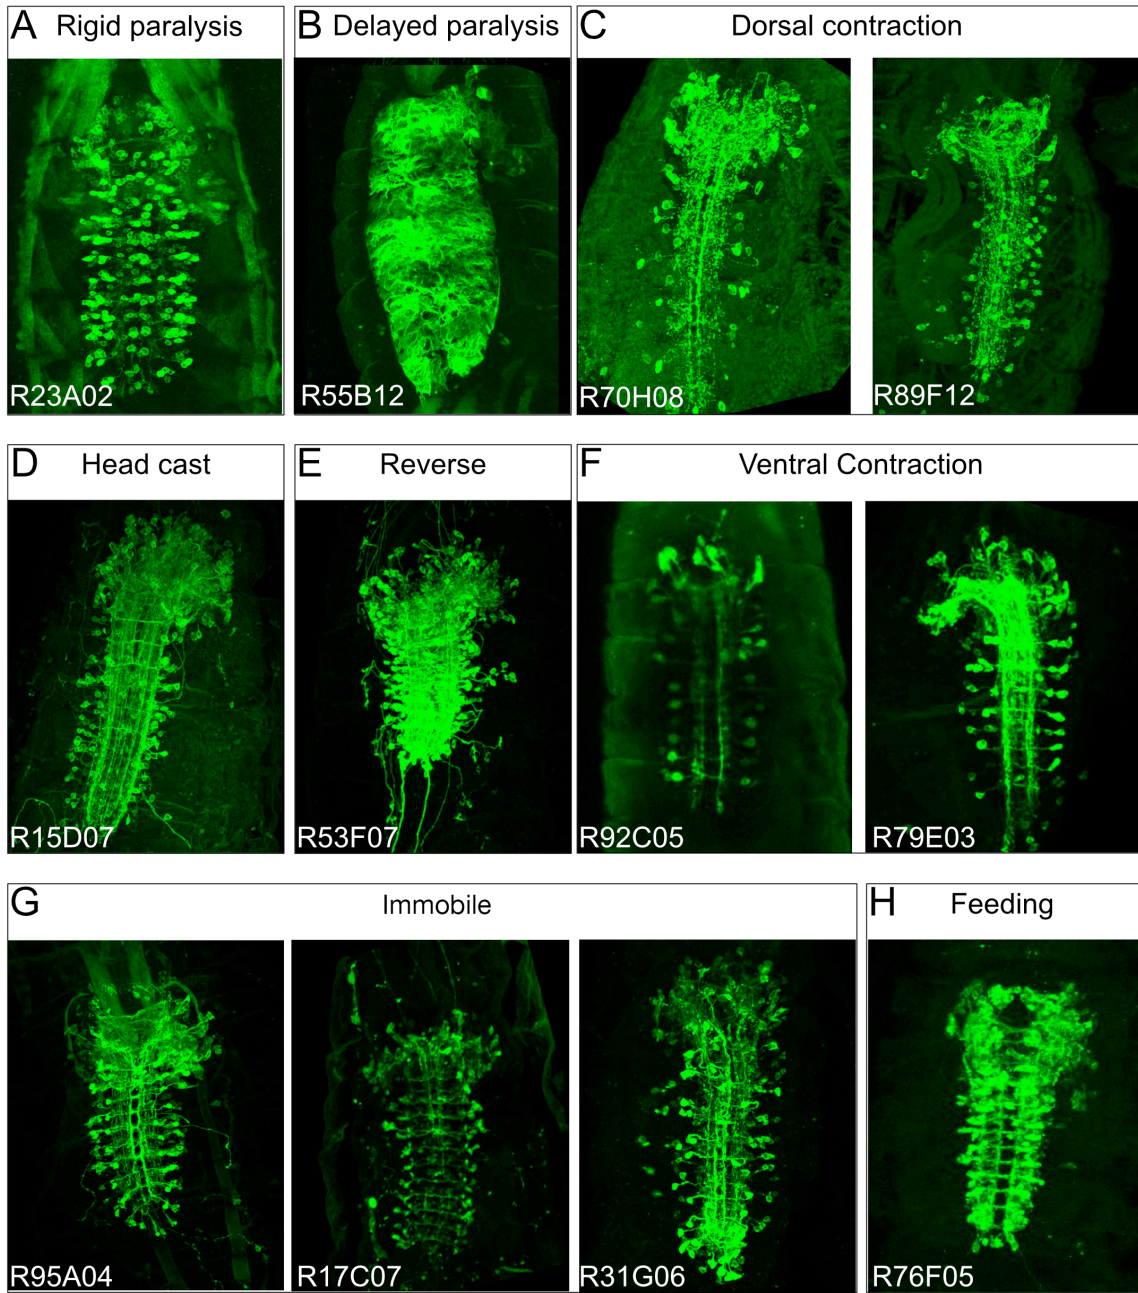 A Rigid paralysis
B Delayed paralysis
C Dorsal contraction
R23A02
R55B12
R70H08
R89F12
D Head cast
E Reverse
F Ventral Contraction
R15D07
R53F07
R92C05
R79E03
G Immobile
H Feeding
R95A04
R17C07
R31G06
R76F05